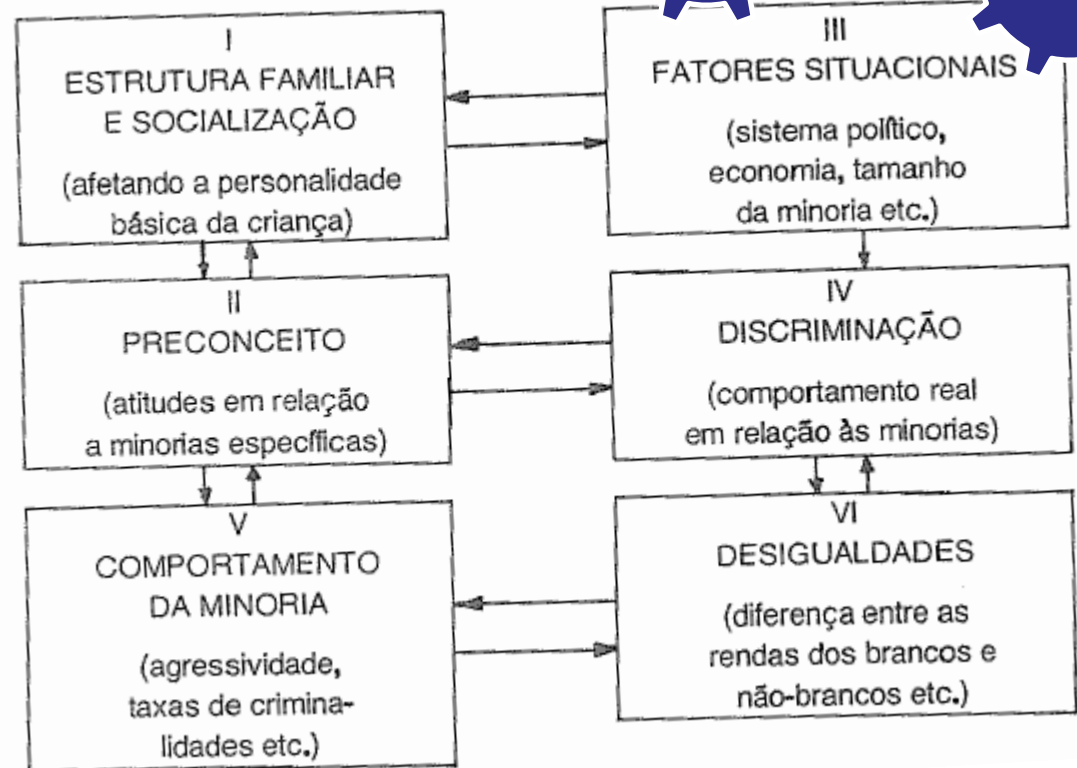 I
ESTRUTURA FAMILIAR
E SOCIALIZAÇÃO
(afetando a personalidade
básica da criança)
II
PRECONCEITO
(atitudes em relação
a minorias específicas)
V
COMPORTAMENTO
DA MINORIA
(agressividade,
taxas de crimina-
lidades etc.)
III
FATORES SITUACIONAIS
(sistema político,
economia, tamanho
da minoria etc.)
IV
DISCRIMINAÇÃO
(comportamento real
em relação às minorias)
VI
DESIGUALDADES
(diferença entre as
rendas dos brancos e
não-brancos etc.)